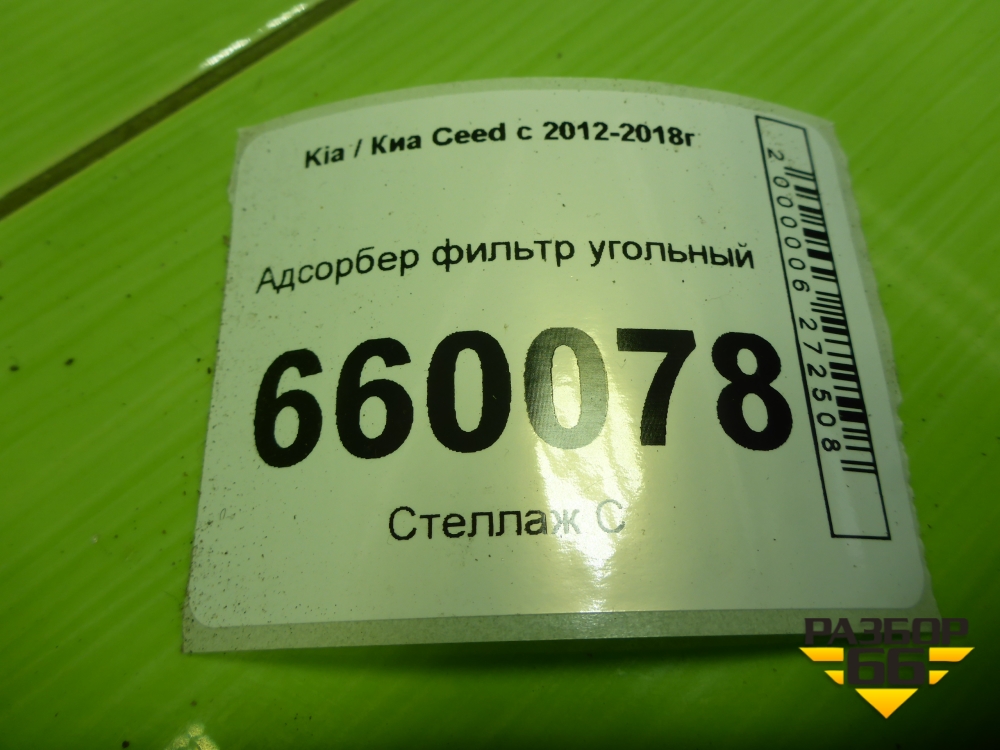 Kia / Киа Ceed с 2012-2018г
Адсорбер фильтр угольный
660078
Стеллаж С
2000006272508
РАЗБОР
66